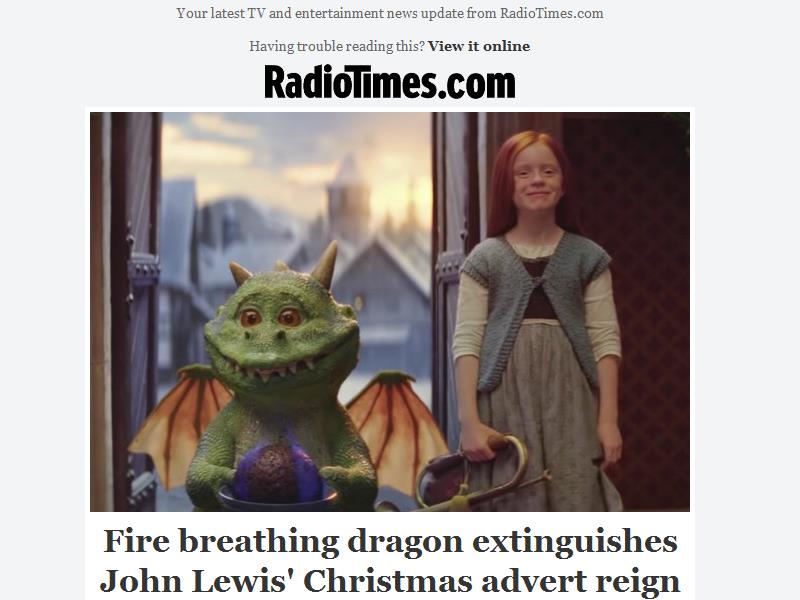 Your latest TV and entertainment news update from RadioTimes.com
Having trouble reading this? View it online
RadioTimes.com
Fire breathing dragon extinguishes
John Lewis' Christmas advert reign